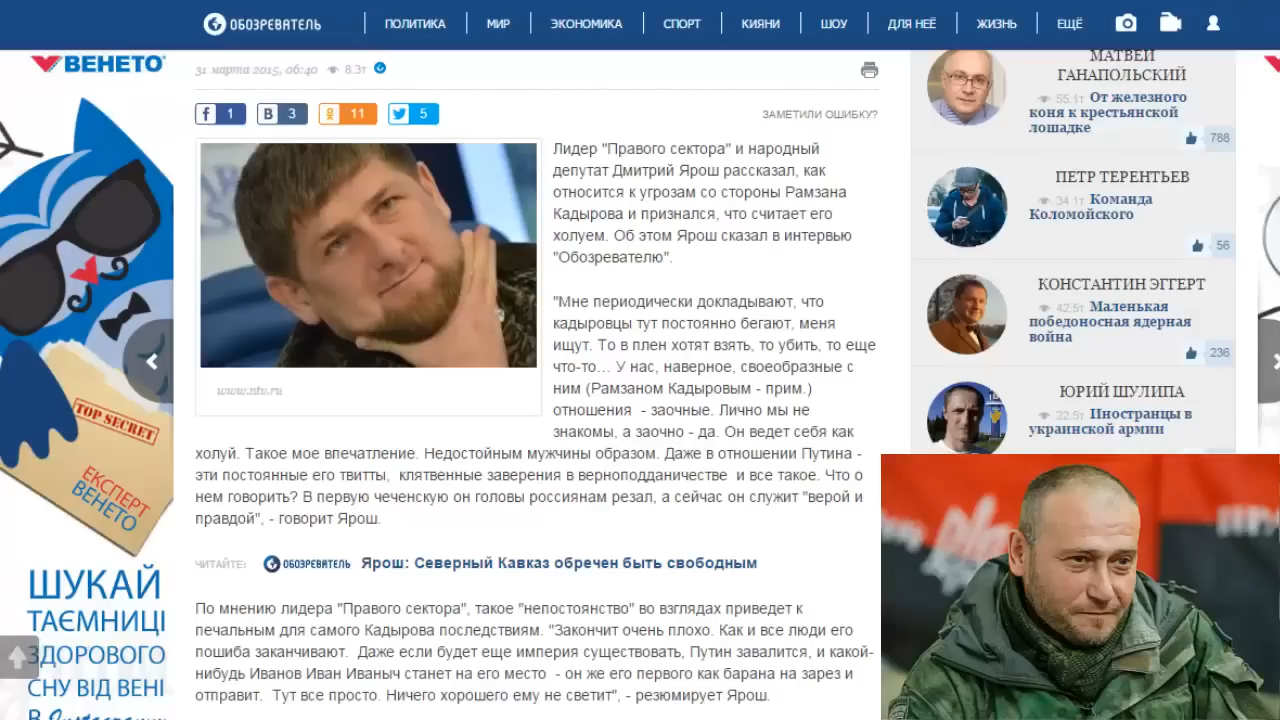 ОБОЗРЕВАТЕЛЬ ПОЛИТИКА МИР ЭКОНОМИКА СПОРТ КИЯНИ ШОУ ДЛЯ НЕЁ ЖИЗНЬ ЕЩЁ
ВЕНЕТО
TOP SECRET
ЕКСПЕРТ
ВЕНЕТО
ШУКАЙ
ТАЄМНИЦІ
ЗДОРОВОГО
СНУ ВІД ВЕНІ
В
31 марта 2015, 06:40 8.3т
1 3 11 5 ЗАМЕТИЛИ ОШИБКУ?
www.ntv.ru
Лидер "Правого сектора" и народный
депутат Дмитрий Ярош рассказал, как
относится к угрозам со стороны Рамзана
Кадырова и признался, что считает его
холуем. Об этом Ярош сказал в интервью
"Обозревателю".
"Мне периодически докладывают, что
кадыровцы тут постоянно бегают, меня
ищут. То в плен хотят взять, то убить, то еще
что-то... У нас, наверное, своеобразные с
ним (Рамзаном Кадыровым - прим.)
отношения - заочные. Лично мы не
знакомы, а заочно - да. Он ведет себя как
холуй. Такое мое впечатление. Недостойным мужчины образом. Даже в отношении Путина -
эти постоянные его твитты, клятвенные заверения в верноподданичестве и все такое. Что о
нем говорить? В первую чеченскую он головы россиянам резал, а сейчас он служит "верой и
правдой", - говорит Ярош.
ЧИТАЙТЕ: ОБОЗРЕВАТЕЛЬ Ярош: Северный Кавказ обречен быть свободным
По мнению лидера "Правого сектора", такое "непостоянство" во взглядах приведет к
печальным для самого Кадырова последствиям. "Закончит очень плохо. Как и все люди его
пошиба заканчивают. Даже если будет еще империя существовать, Путин завалится, и какой-
нибудь Иванов Иван Иваныч станет на его место - он же его первого как барана на зарез и
отправит. Тут все просто. Ничего хорошего ему не светит", - резюмирует Ярош.
МАТВЕЙ
ГАНАПОЛЬСКИЙ
55.1т От железного
коня к крестьянской
лошадке
788
ПЕТР ТЕРЕНТЬЕВ
34.1т Команда
Коломойского
56
КОНСТАНТИН ЭГГЕРТ
42.5т Маленькая
победоносная ядерная
война
236
ЮРИЙ ШУЛИПА
22.5т Иностранцы в
украинской армии